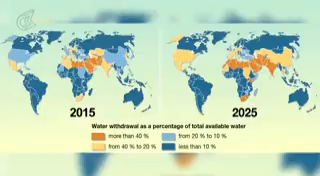 2015
2025
Water withdrawal as a percentage of total available water
more than 40 %
from 20 % to 10 %
from 40 % to 20 %
less than 10 %